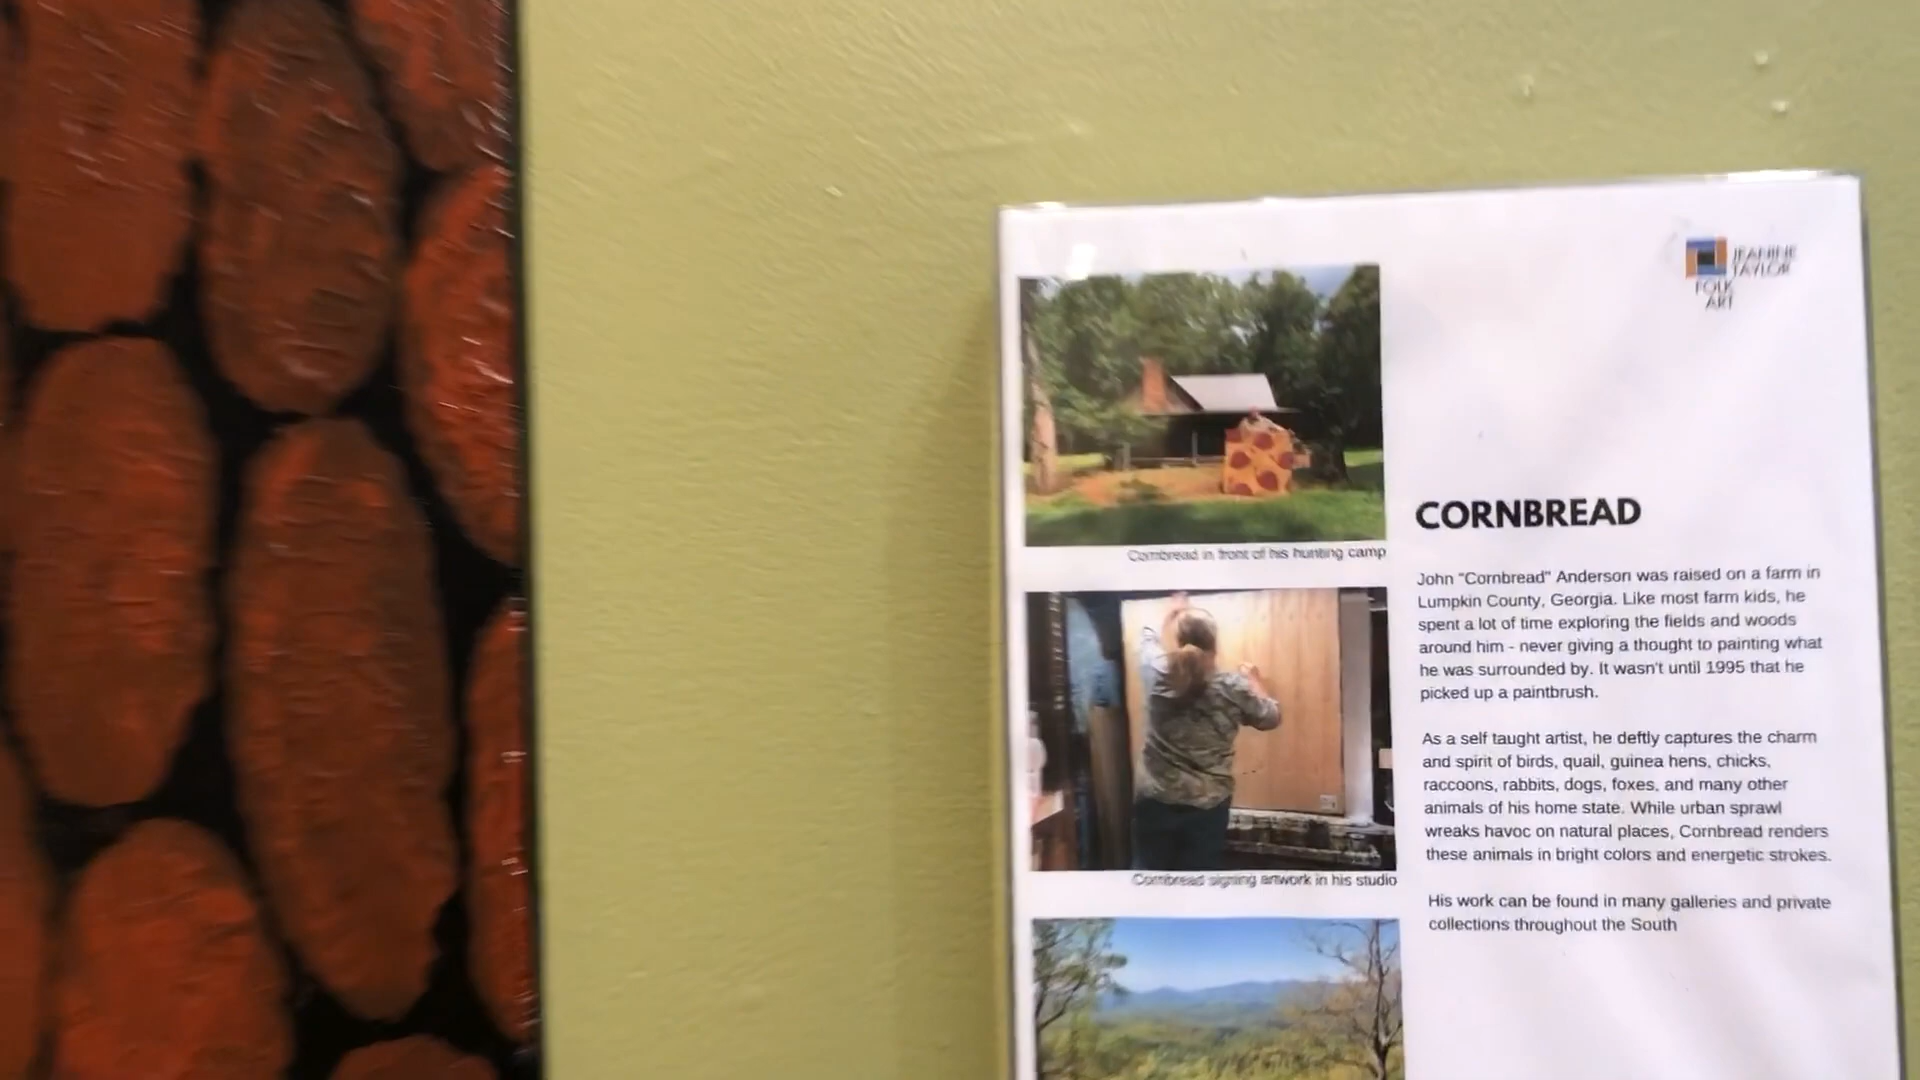 JEANINE
TAYLOR
FOLK
ART
Cornbread in front of his hunting camp
CORNBREAD
John "Cornbread" Anderson was raised on a farm in
Lumpkin County, Georgia. Like most farm kids, he
spent a lot of time exploring the fields and woods
around him - never giving a thought to painting what
he was surrounded by. It wasn't until 1995 that he
picked up a paintbrush.
Cornbread signing artwork in his studio
As a self taught artist, he deftly captures the charm
and spirit of birds, quail, guinea hens, chicks,
raccoons, rabbits, dogs, foxes, and many other
animals of his home state. While urban sprawl
wreaks havoc on natural places, Cornbread renders
these animals in bright colors and energetic strokes.
His work can be found in many galleries and private
collections throughout the South